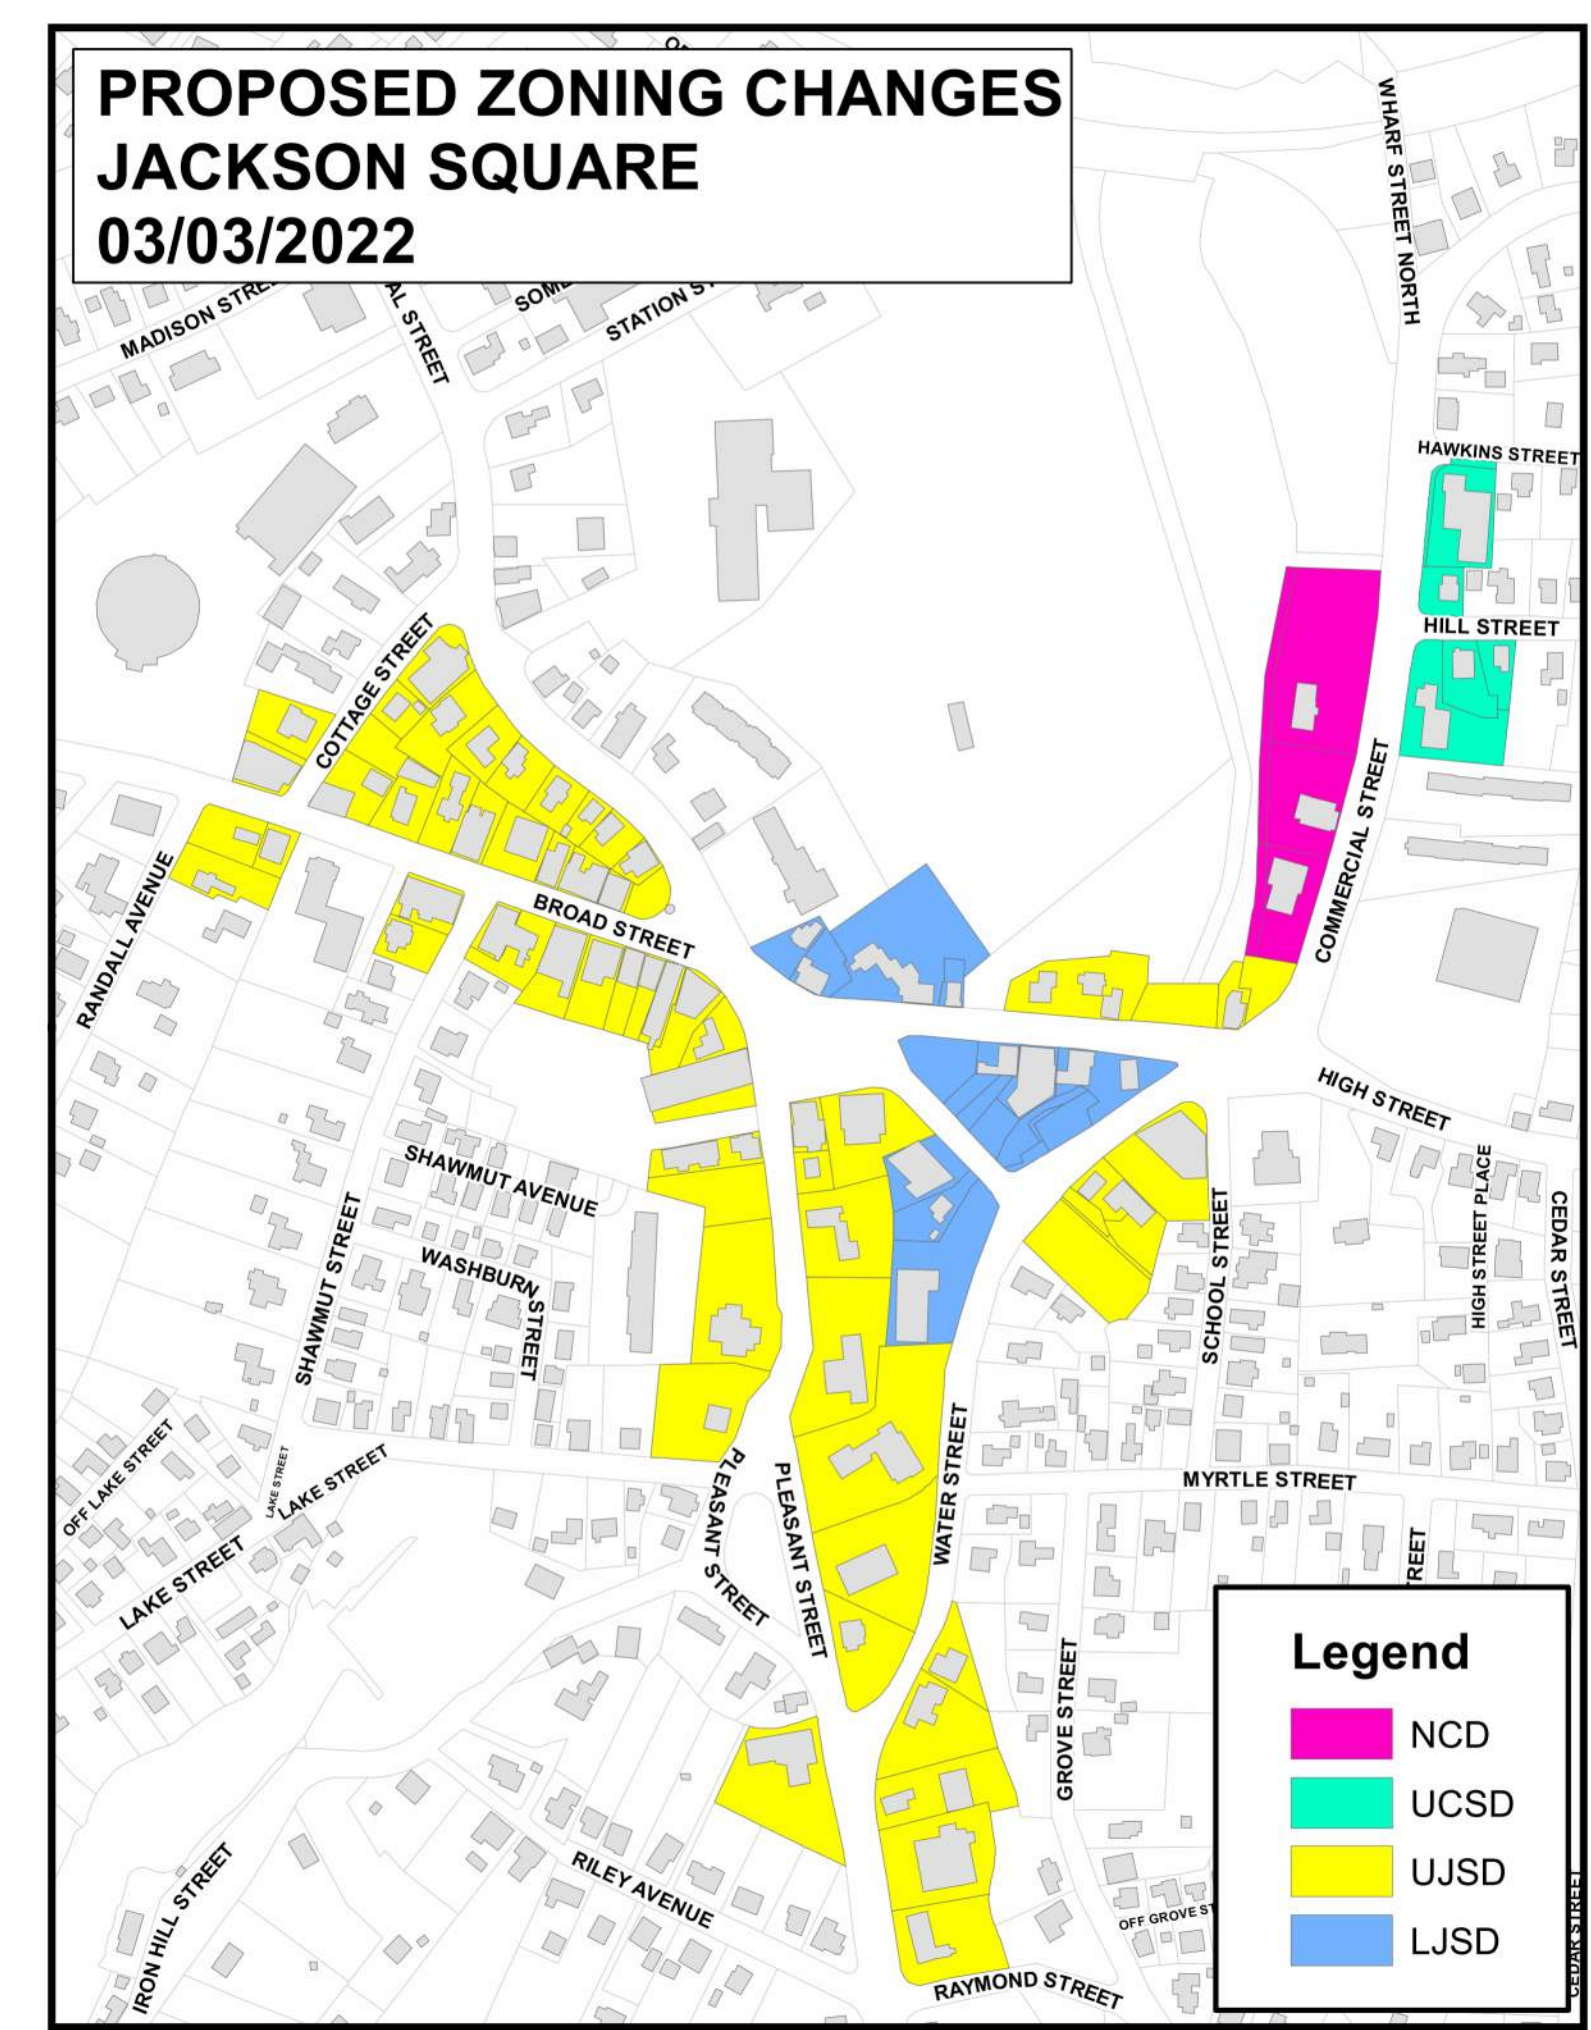 PROPOSED ZONING CHANGES
JACKSON SQUARE
03/03/2022
WHARF STREET NORTH
MADISON
STREET
STATION
HAWKINS STREET
HILL STREET
COTTAGE STREET
COMMERCIAL STREET
BROAD STREET
RANDALL AVENUE
HIGH STREET
SHAWMUT AVENUE
HIGH STREET PLACE
CEDAR STREET
SCHOOL STREET
SHAWMUT STREET
WASHBURN STREET
OFF LAKE STREET
LAKE STREET
LAKE STREET
LAKE STREET
PLEASANT STREET
PLEASANT STREET
WATER STREET
MYRTLE STREET
GROVE STREET
RILEY AVENUE
IRON HILL STREET
OFF GROVE
RAYMOND STREET
CEDAR STREET
Legend
NCD
UCSD
UJSD
LJSD